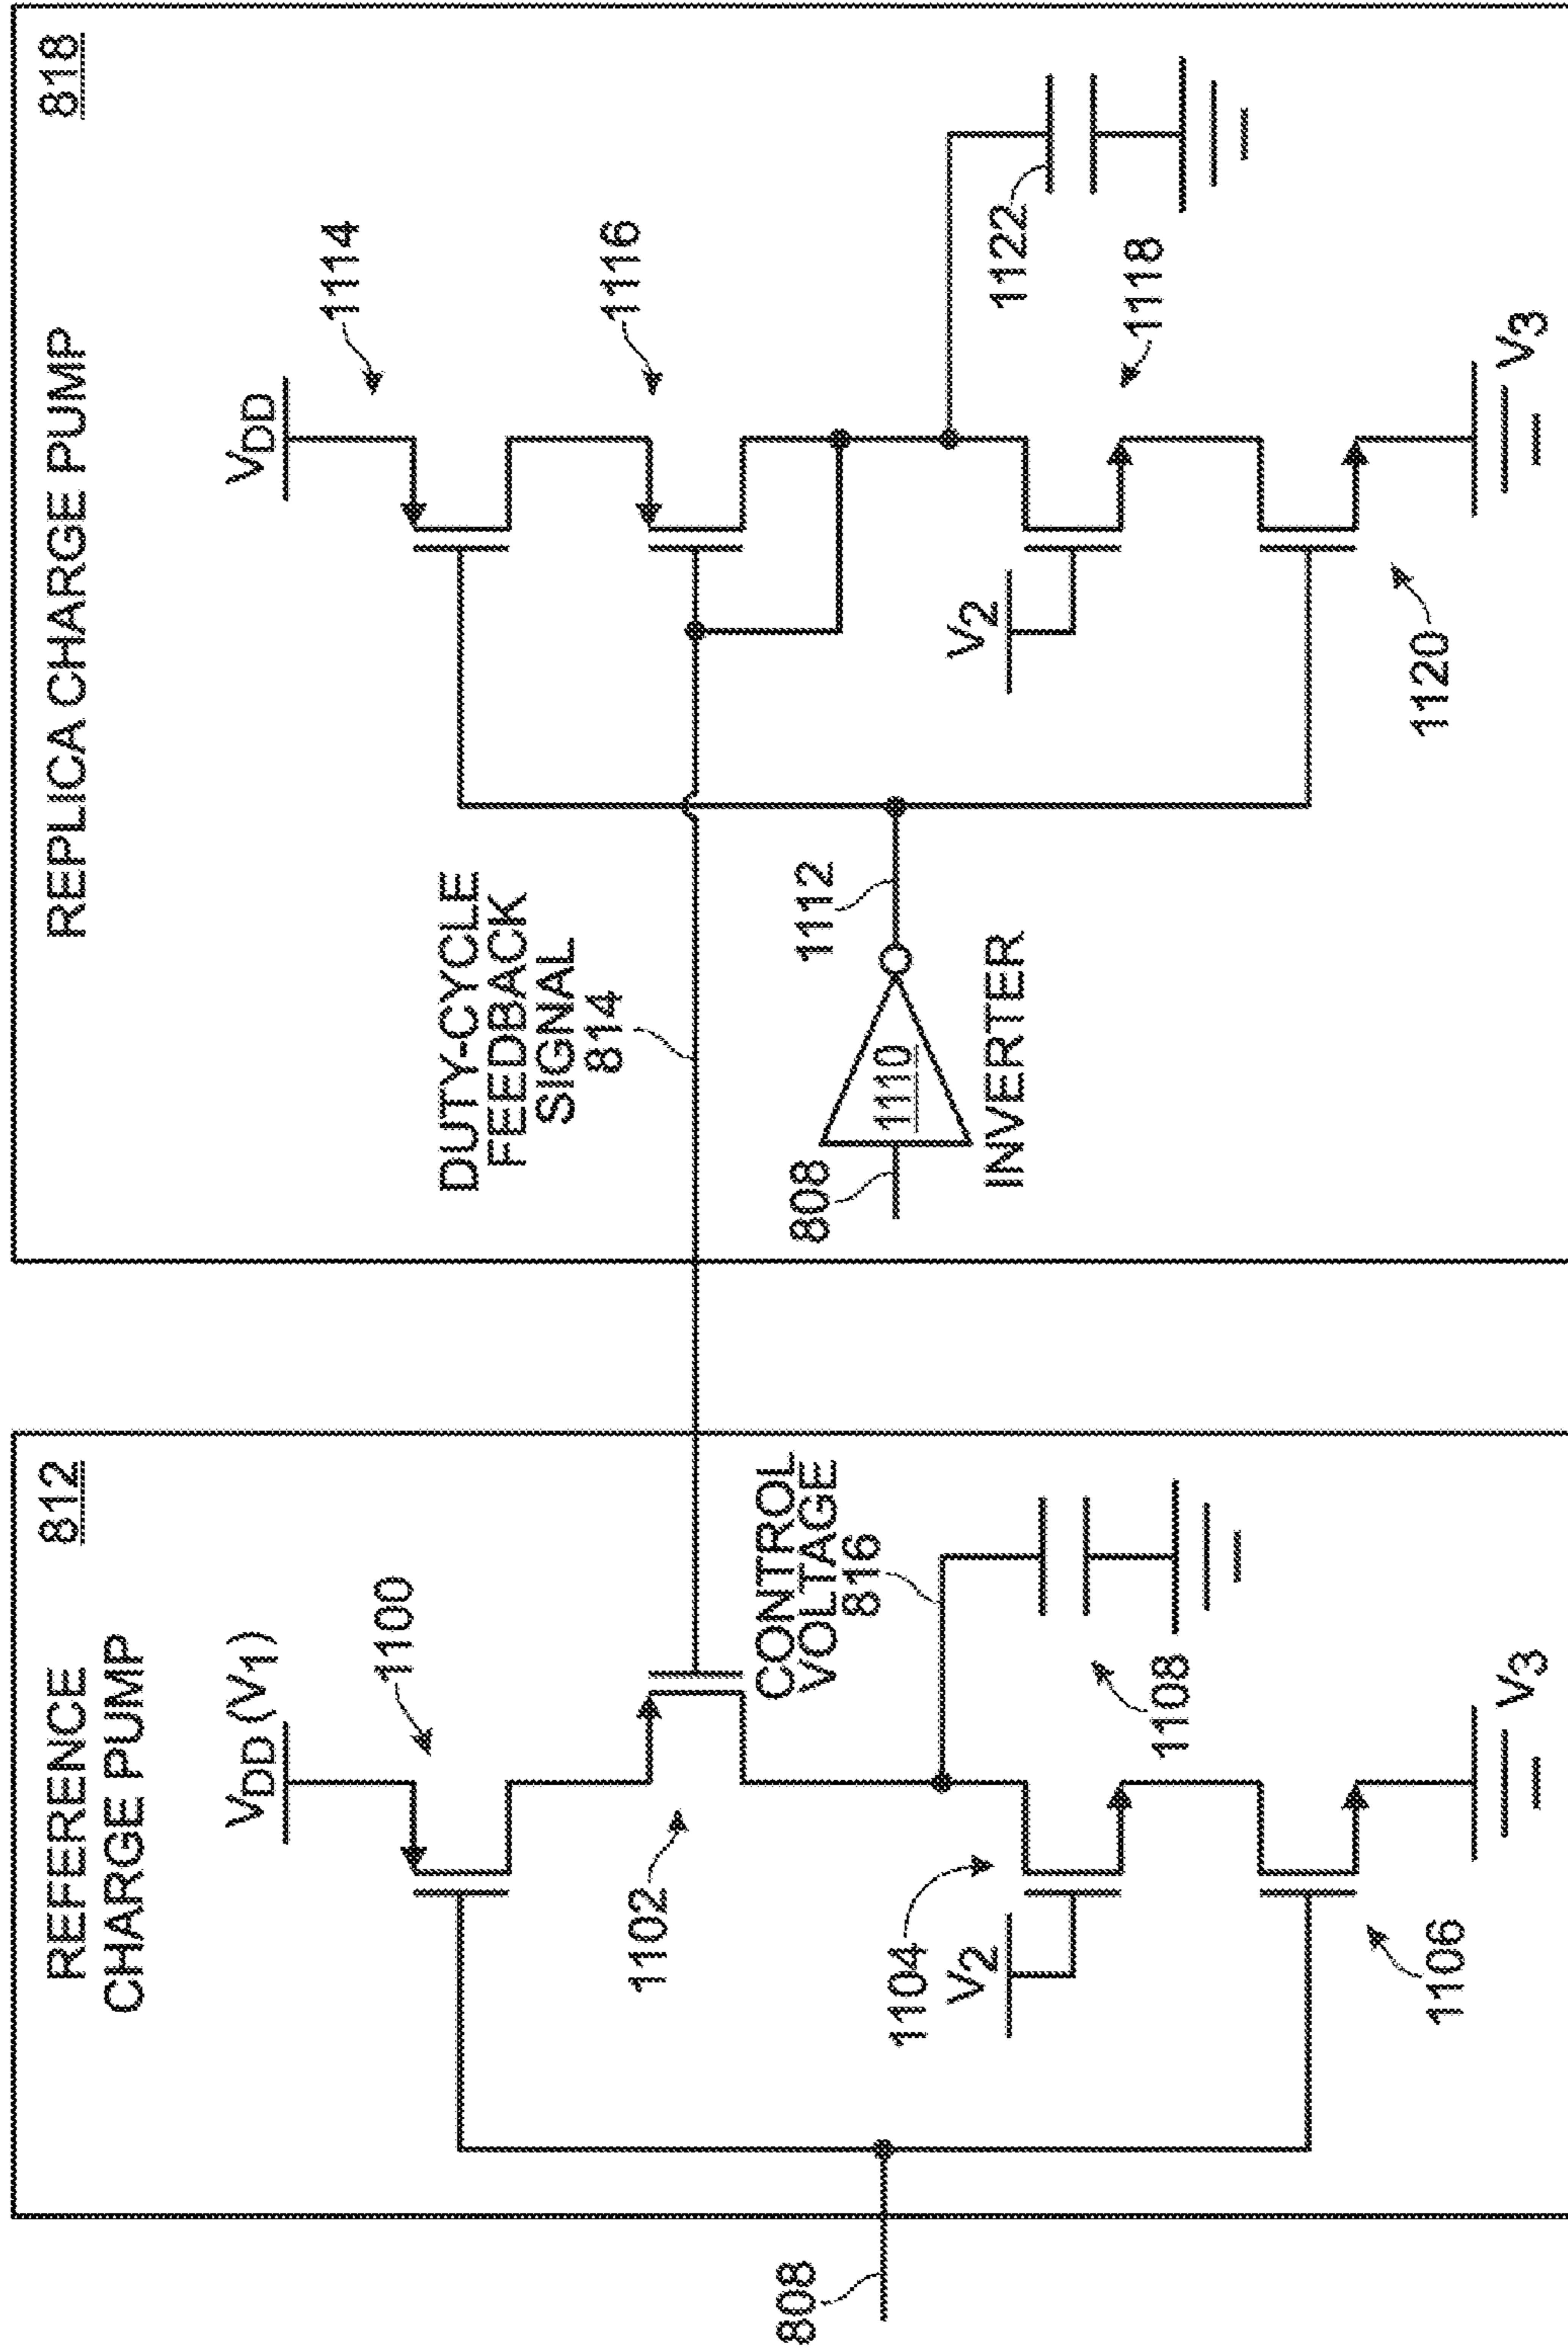 REFERENCE
CHARGE PUMP
812
VDD (V1)
1100
1102
CONTROL
VOLTAGE
816
1104
V2
1108
1106
V3
808
REPLICA CHARGE PUMP
818
VDD
1114
1116
DUTY-CYCLE
FEEDBACK
SIGNAL
814
808
1110
INVERTER
1112
V2
1122
1118
1120
V3